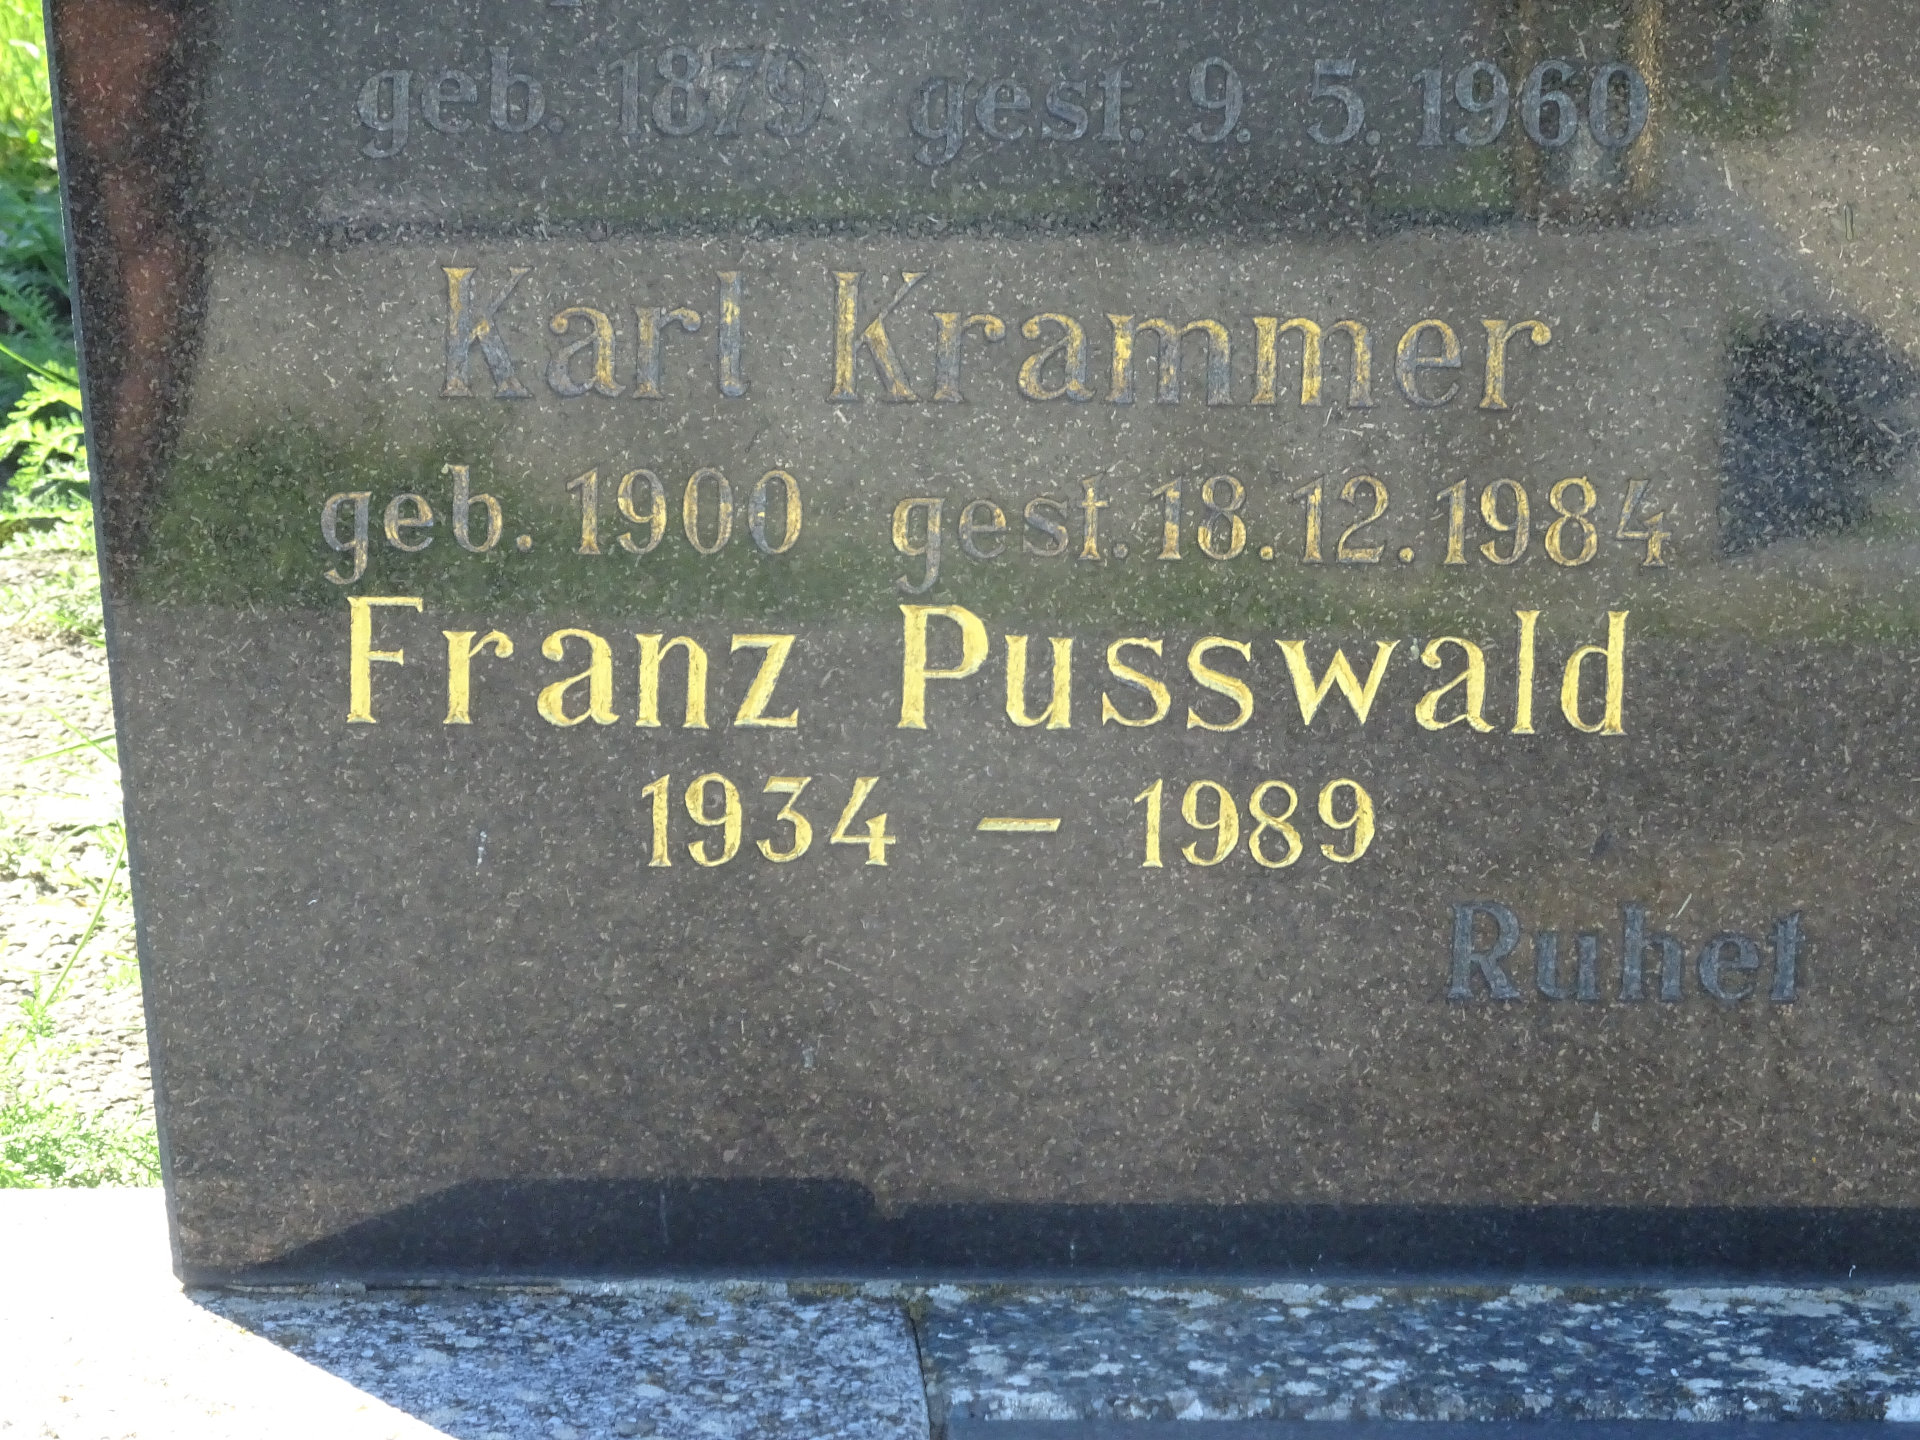 geb. 1879 gest. 9. 5. 1960
Karl Krammer
geb. 1900 gest. 18. 12. 1984
Franz Pusswald
1934 – 1989
Ruhet